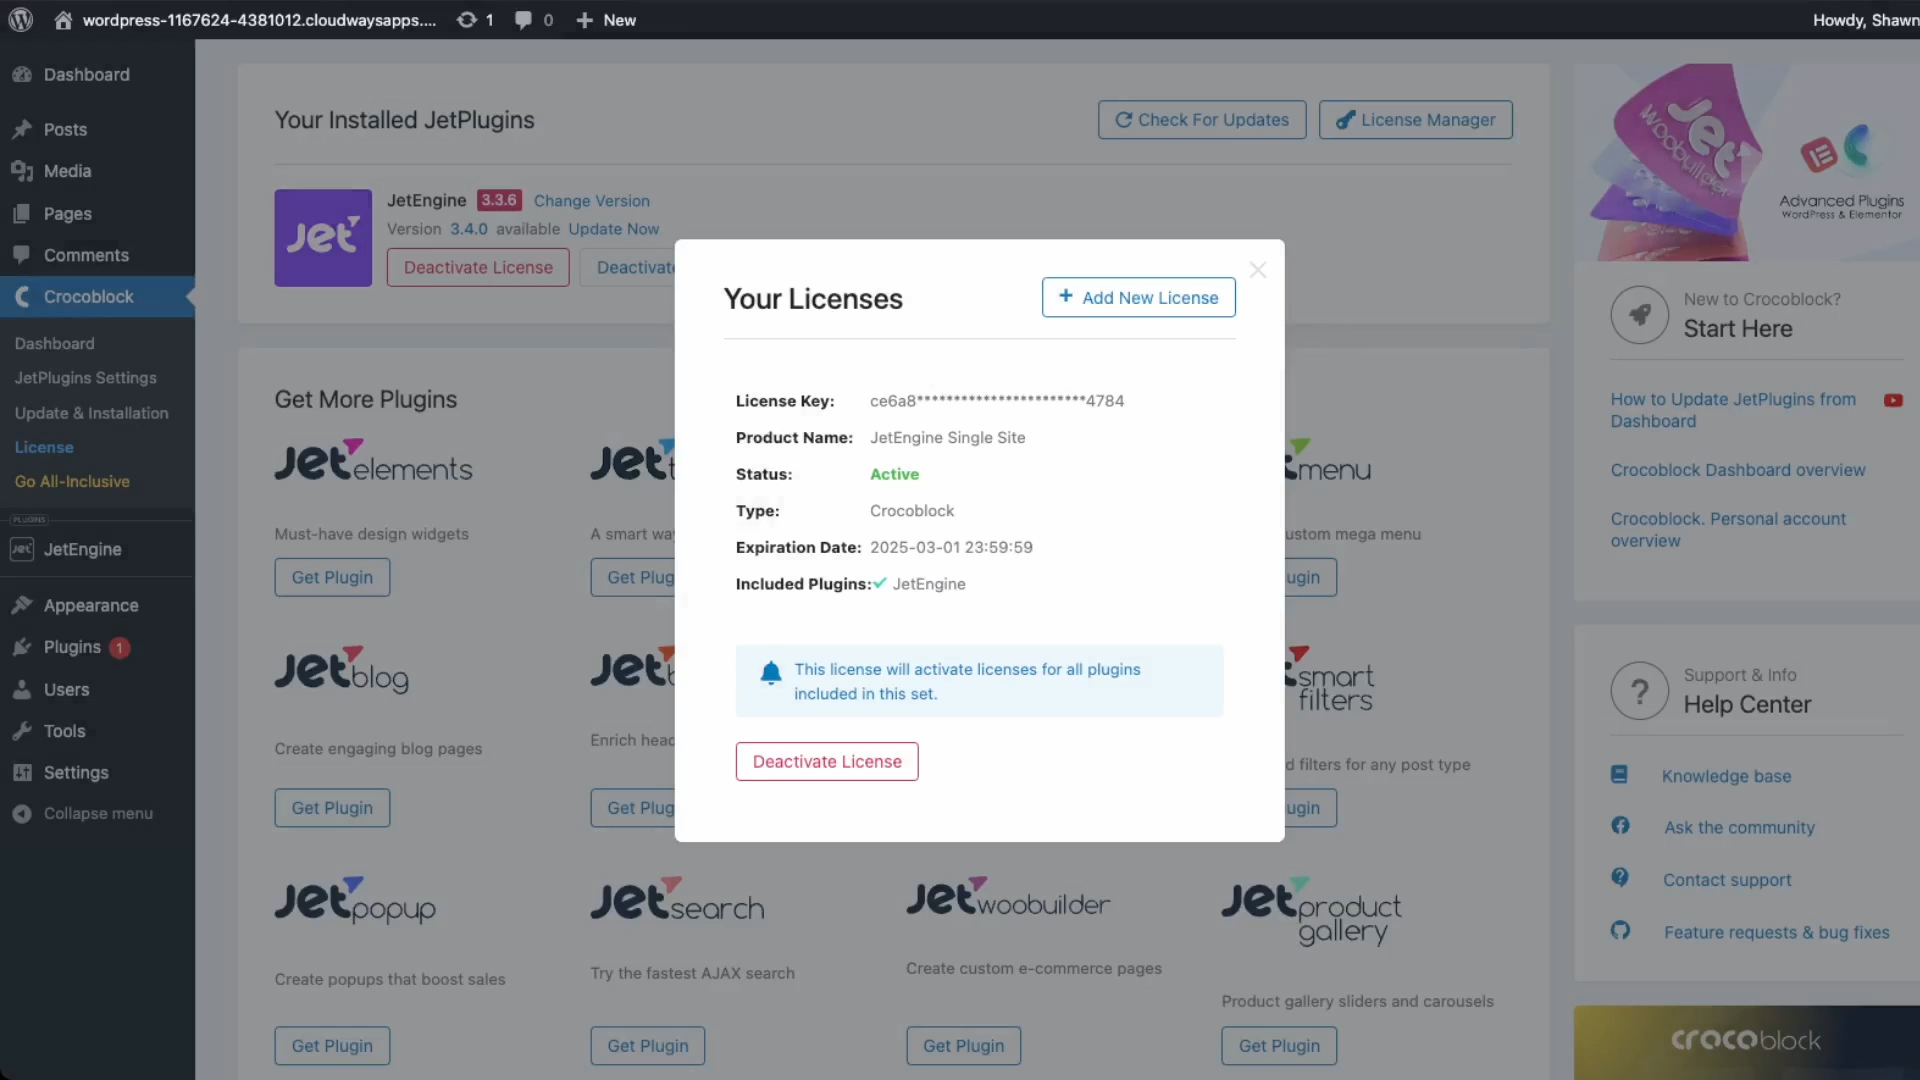 wordpress-1167624-4381012.cloudwaysapps.... 1 0 New Howdy, Shawn
Dashboard
Posts
Media
Pages
Comments
Crocoblock
Dashboard
JetPlugins Settings
Update & Installation
License
Go All-Inclusive
PLUGINS
Jet JetEngine
Appearance
Plugins 1
Users
Tools
Settings
Collapse menu
Your Installed JetPlugins
Check For Updates
License Manager
Jet
JetEngine 3.3.6 Change Version
Version 3.4.0 available Update Now
Deactivate License
Your Licenses
Add New License
License Key: ce6a8***********************4784
Product Name: JetEngine Single Site
Status: Active
Type: Crocoblock
Expiration Date: 2025-03-01 23:59:59
Included Plugins: JetEngine
This license will activate licenses for all plugins
included in this set.
Deactivate License
Get More Plugins
Jetelements
Must-have design widgets
Get Plugin
Jet
A smart
menu
custom mega menu
Jetblog
Create engaging blog pages
Get Plugin
Jet
Enrich
smart
filters
filters for any post type
Jetpopup
Create popups that boost sales
Get Plugin
Jetsearch
Try the fastest AJAX search
Get Plugin
Jetwoobuilder
Create custom e-commerce pages
Get Plugin
Jetproduct
gallery
Product gallery sliders and carousels
Get Plugin
Jet
woobuilder
Advanced Plugins
WordPress & Elementor
New to Crocoblock?
Start Here
How to Update JetPlugins from
Dashboard
Crocoblock Dashboard overview
Crocoblock. Personal account
overview
Support & Info
Help Center
Knowledge base
Ask the community
Contact support
Feature requests & bug fixes
crocoblock